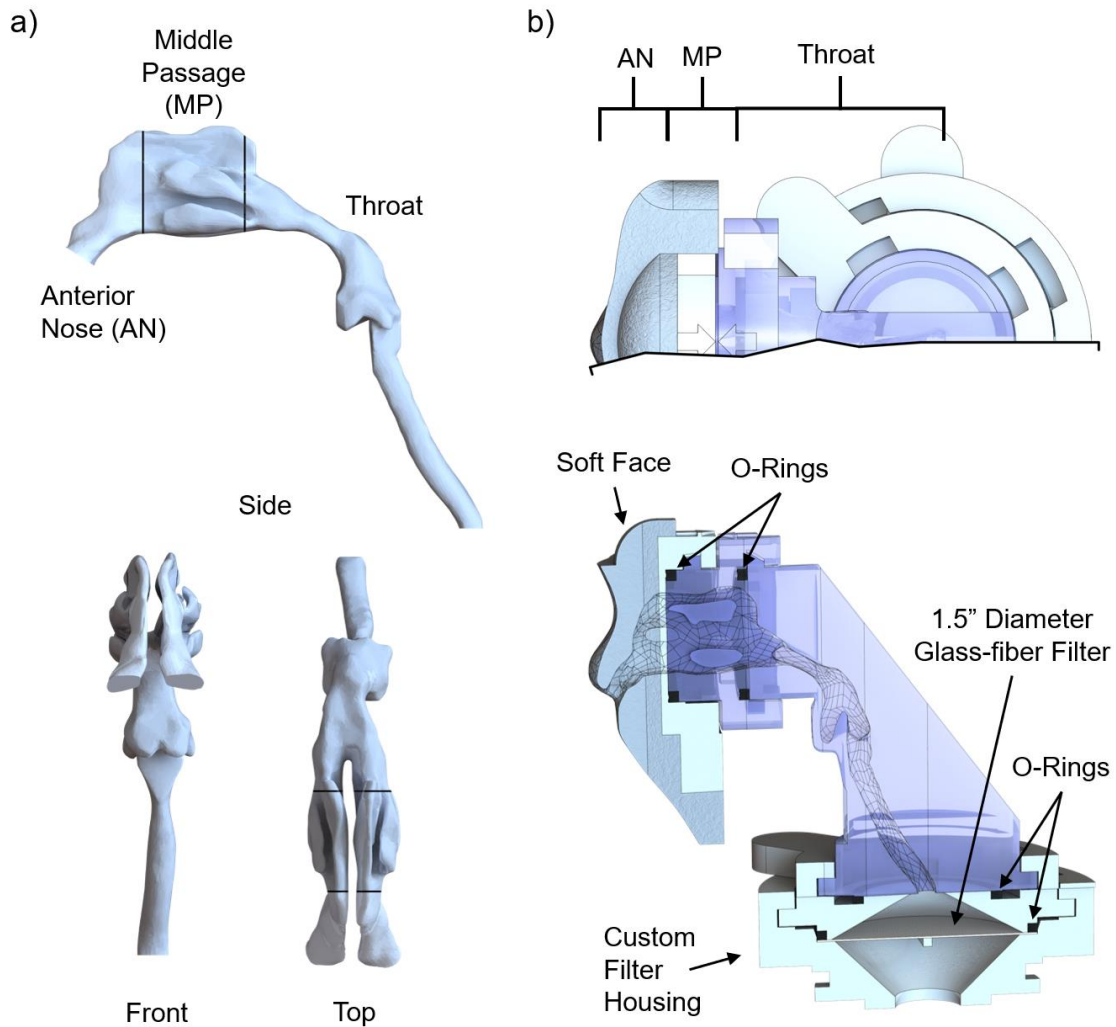 a)
Middle
Passage
(MP)
Throat
Anterior
Nose (AN)
Side
Front
Top
b)
AN
MP
Throat
Soft Face
O-Rings
1.5” Diameter
Glass-fiber Filter
O-Rings
Custom
Filter
Housing